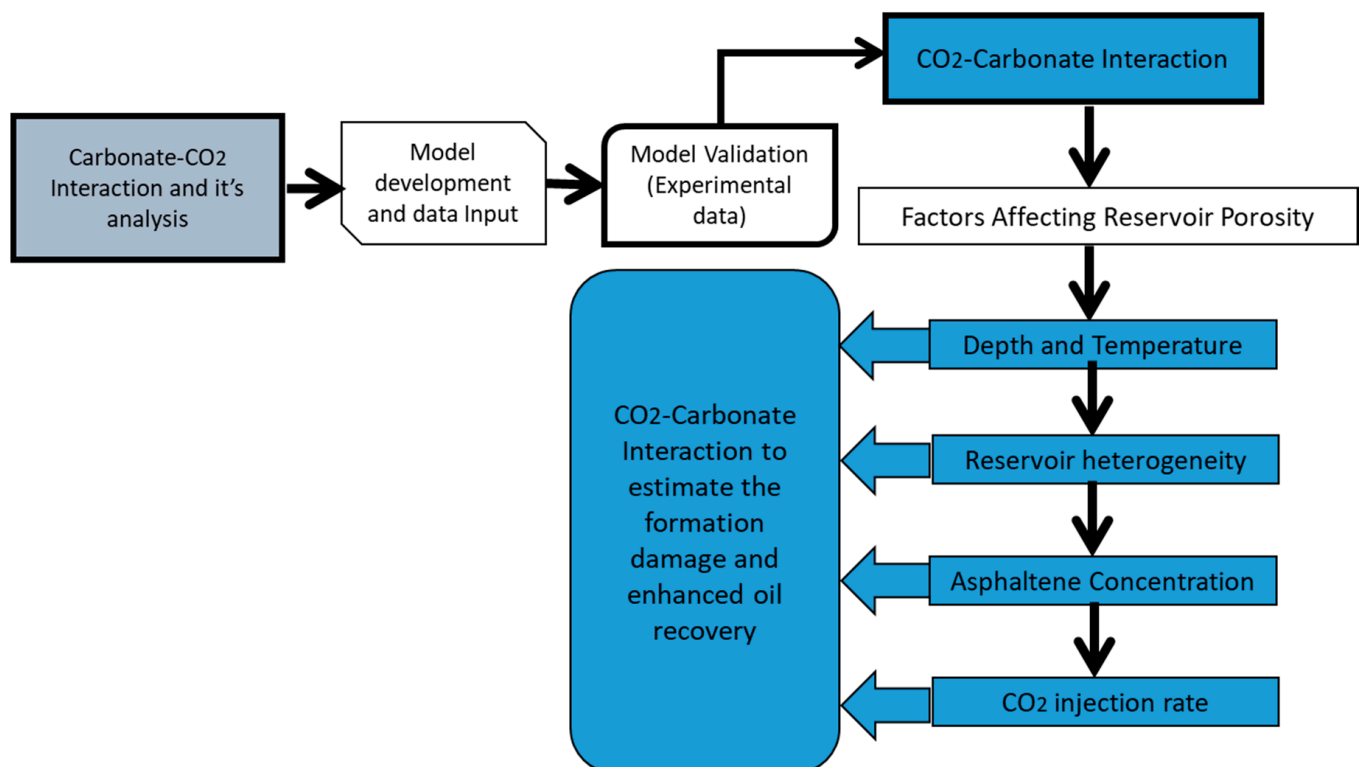 Carbonate-CO2
Interaction and it's
analysis
Model
development
and data Input
Model Validation
(Experimental
data)
CO2-Carbonate Interaction
Factors Affecting Reservoir Porosity
Depth and Temperature
Reservoir heterogeneity
Asphaltene Concentration
CO2 injection rate
CO2-Carbonate
Interaction to
estimate the
formation
damage and
enhanced oil
recovery